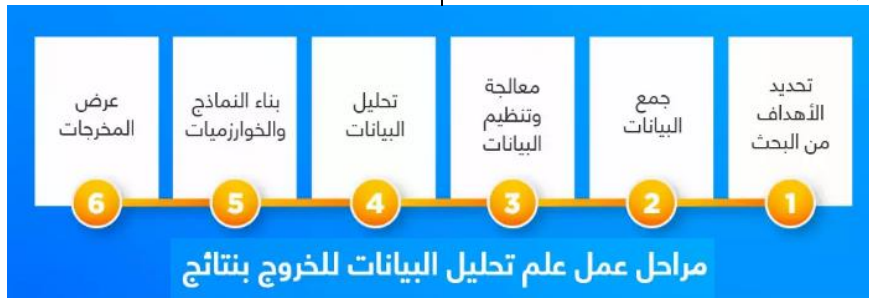 تحديد
الأهداف
من البحث
1
جمع
البيانات
2
معالجة
وتنظيم
البيانات
3
تحليل
البيانات
4
بناء النماذج
والخوارزميات
5
عرض
المخرجات
6
مراحل عمل علم تحليل البيانات للخروج بنتائج